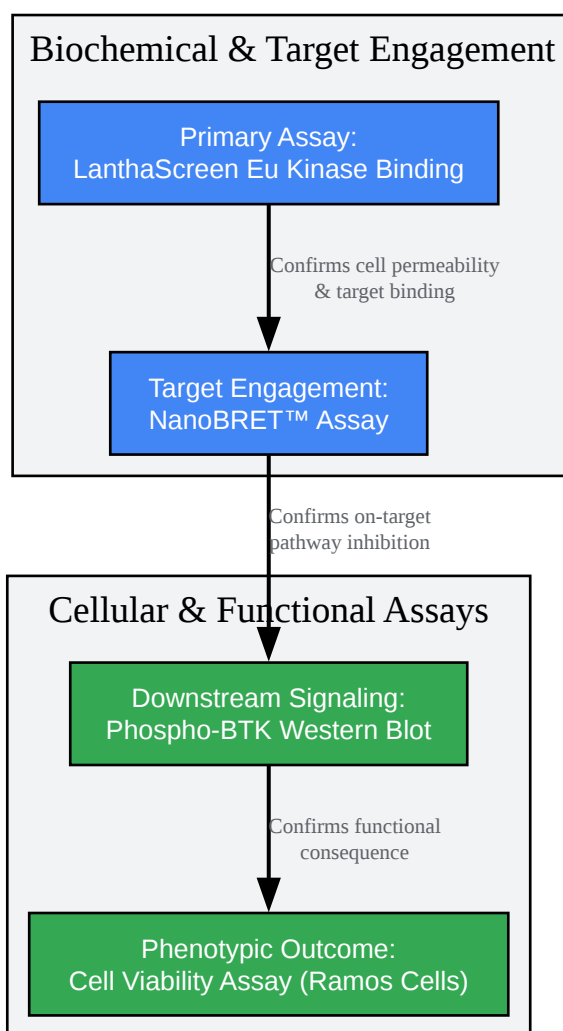 Biochemical & Target Engagement
Primary Assay:
LanthaScreen Eu Kinase Binding
Confirms cell permeability
& target binding
Target Engagement:
NanoBRET™ Assay
Confirms on-target
pathway inhibition
Cellular & Functional Assays
Downstream Signaling:
Phospho-BTK Western Blot
Confirms functional
consequence
Phenotypic Outcome:
Cell Viability Assay (Ramos Cells)